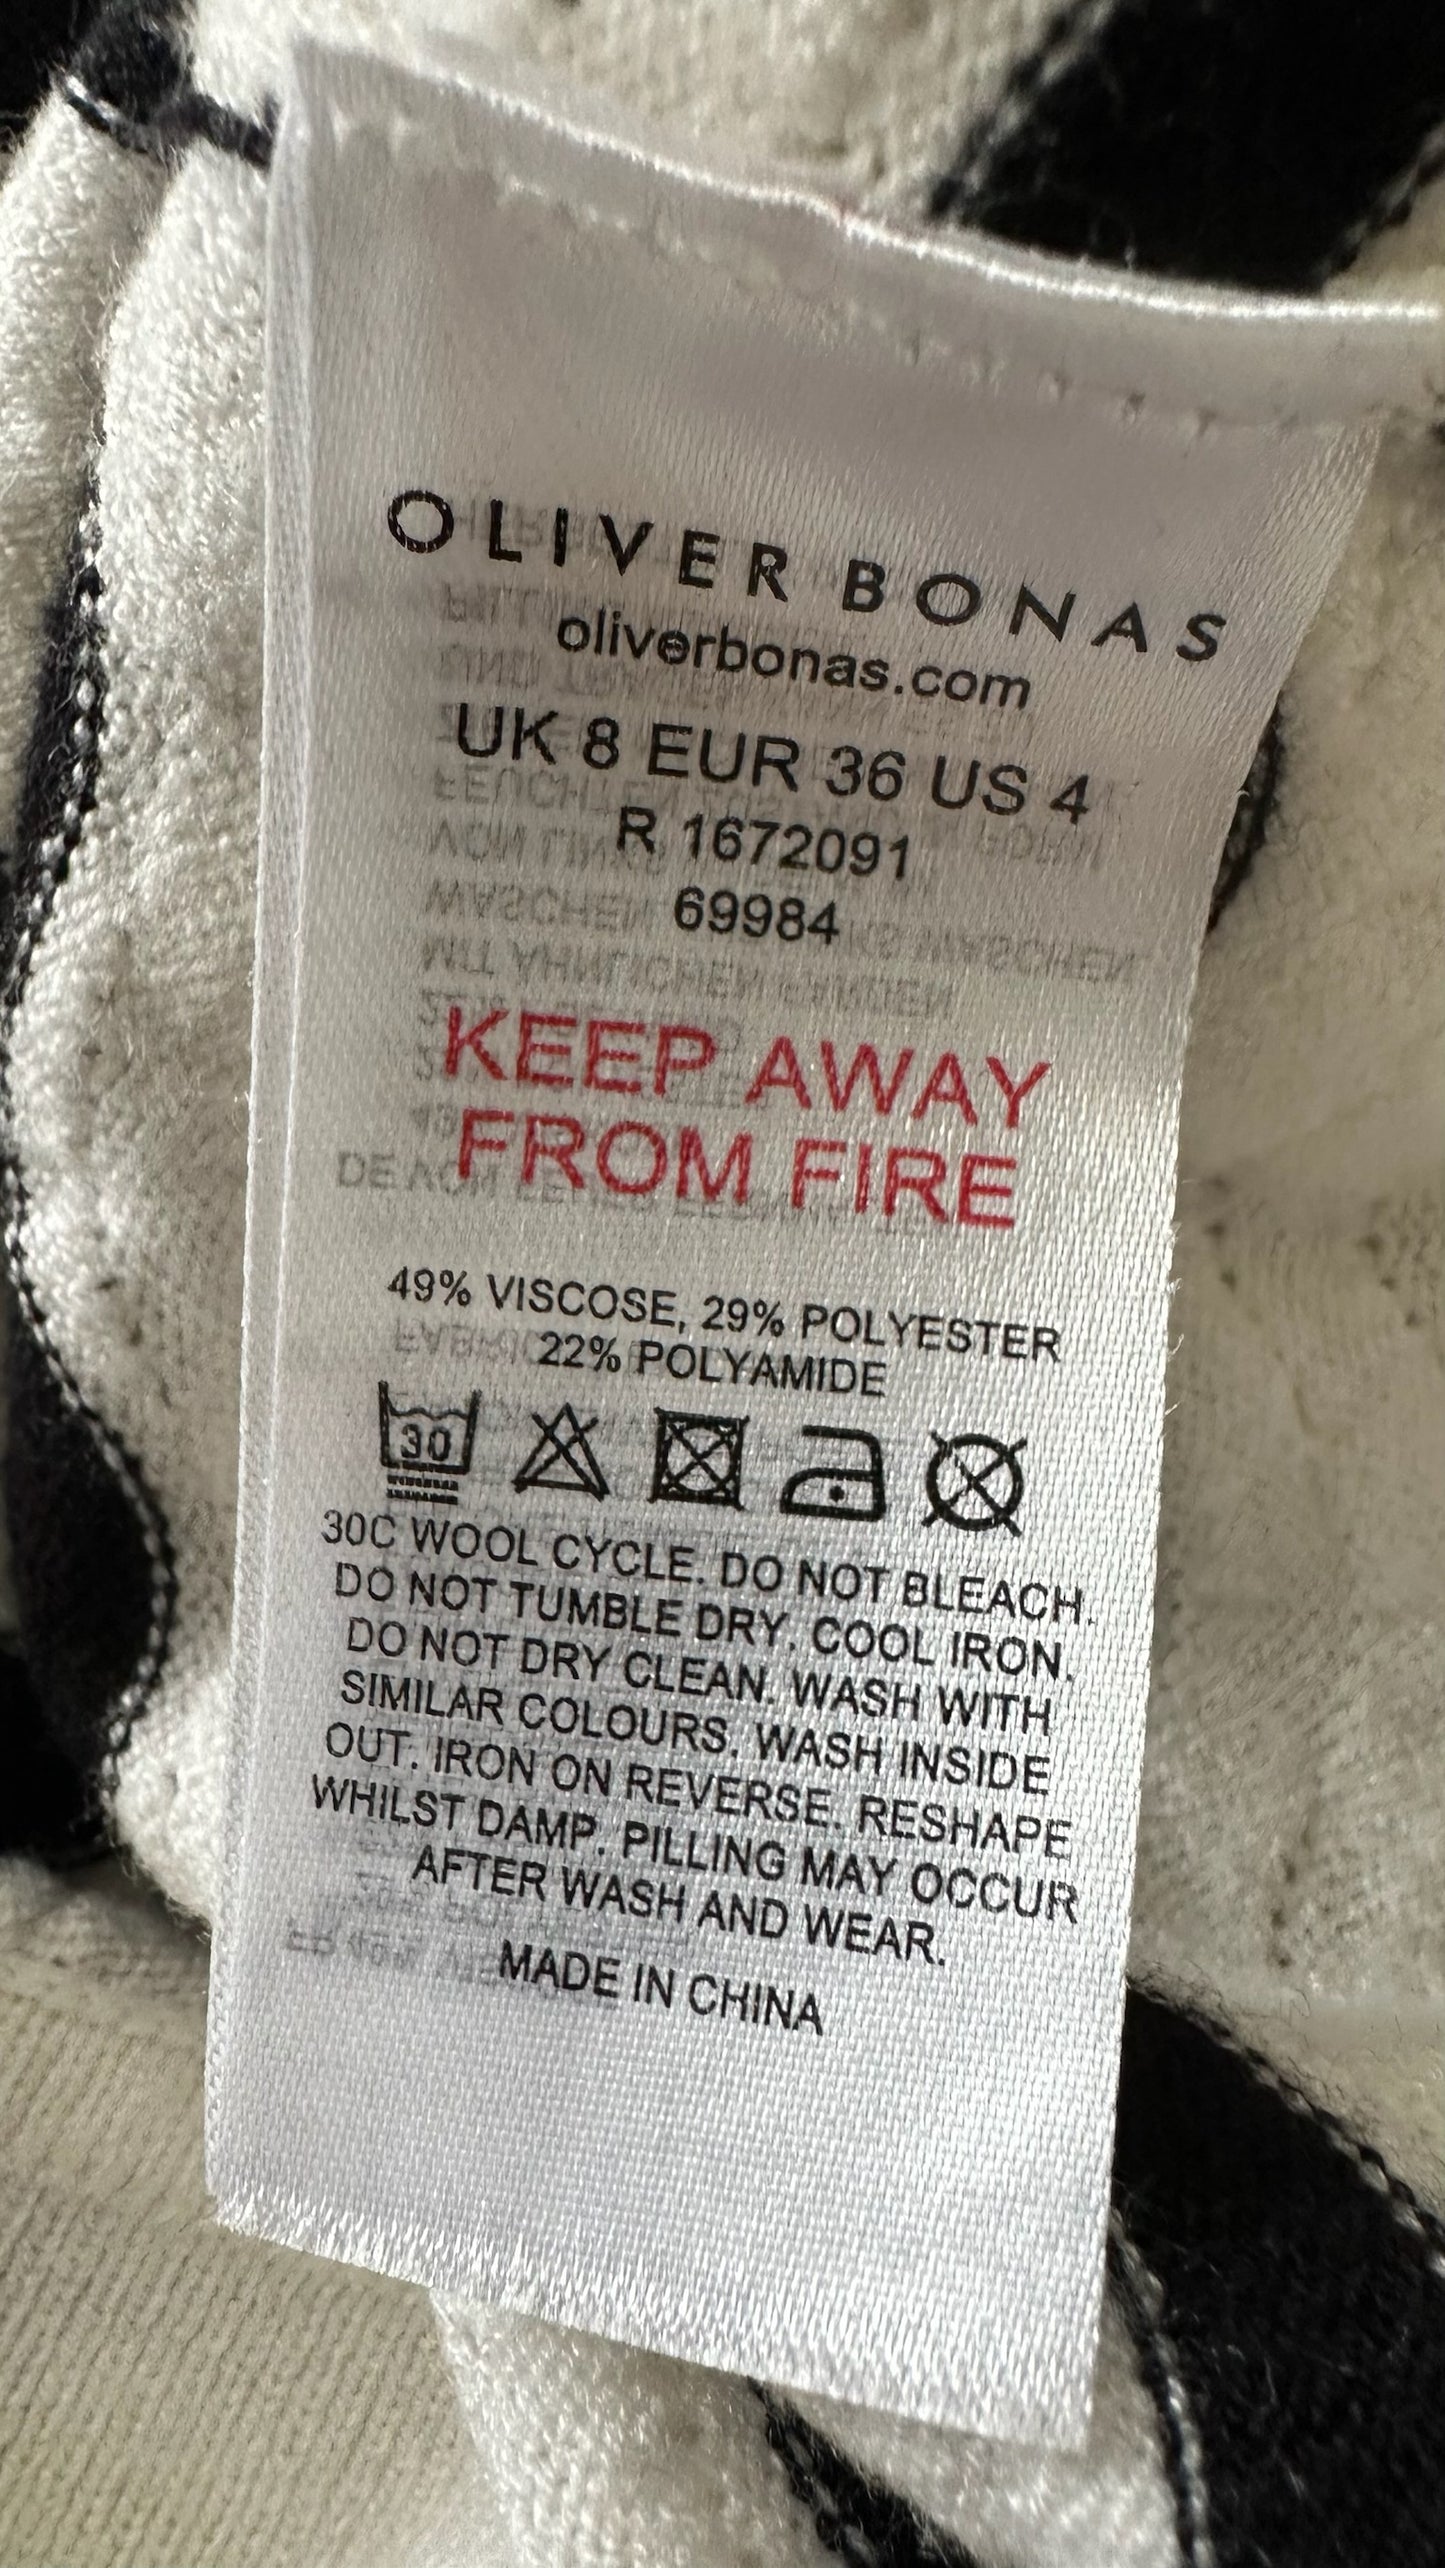 OLIVER BONAS
oliverbonas.com
UK 8 EUR 36 US 4
R 1672091
69984
KEEP AWAY
FROM FIRE
49% VISCOSE, 29% POLYESTER
22% POLYAMIDE
30
30C WOOL CYCLE. DO NOT BLEACH.
DO NOT TUMBLE DRY. COOL IRON.
DO NOT DRY CLEAN. WASH WITH
SIMILAR COLOURS. WASH INSIDE
OUT. IRON ON REVERSE. RESHAPE
WHILST DAMP. PILLING MAY OCCUR
AFTER WASH AND WEAR.
MADE IN CHINA